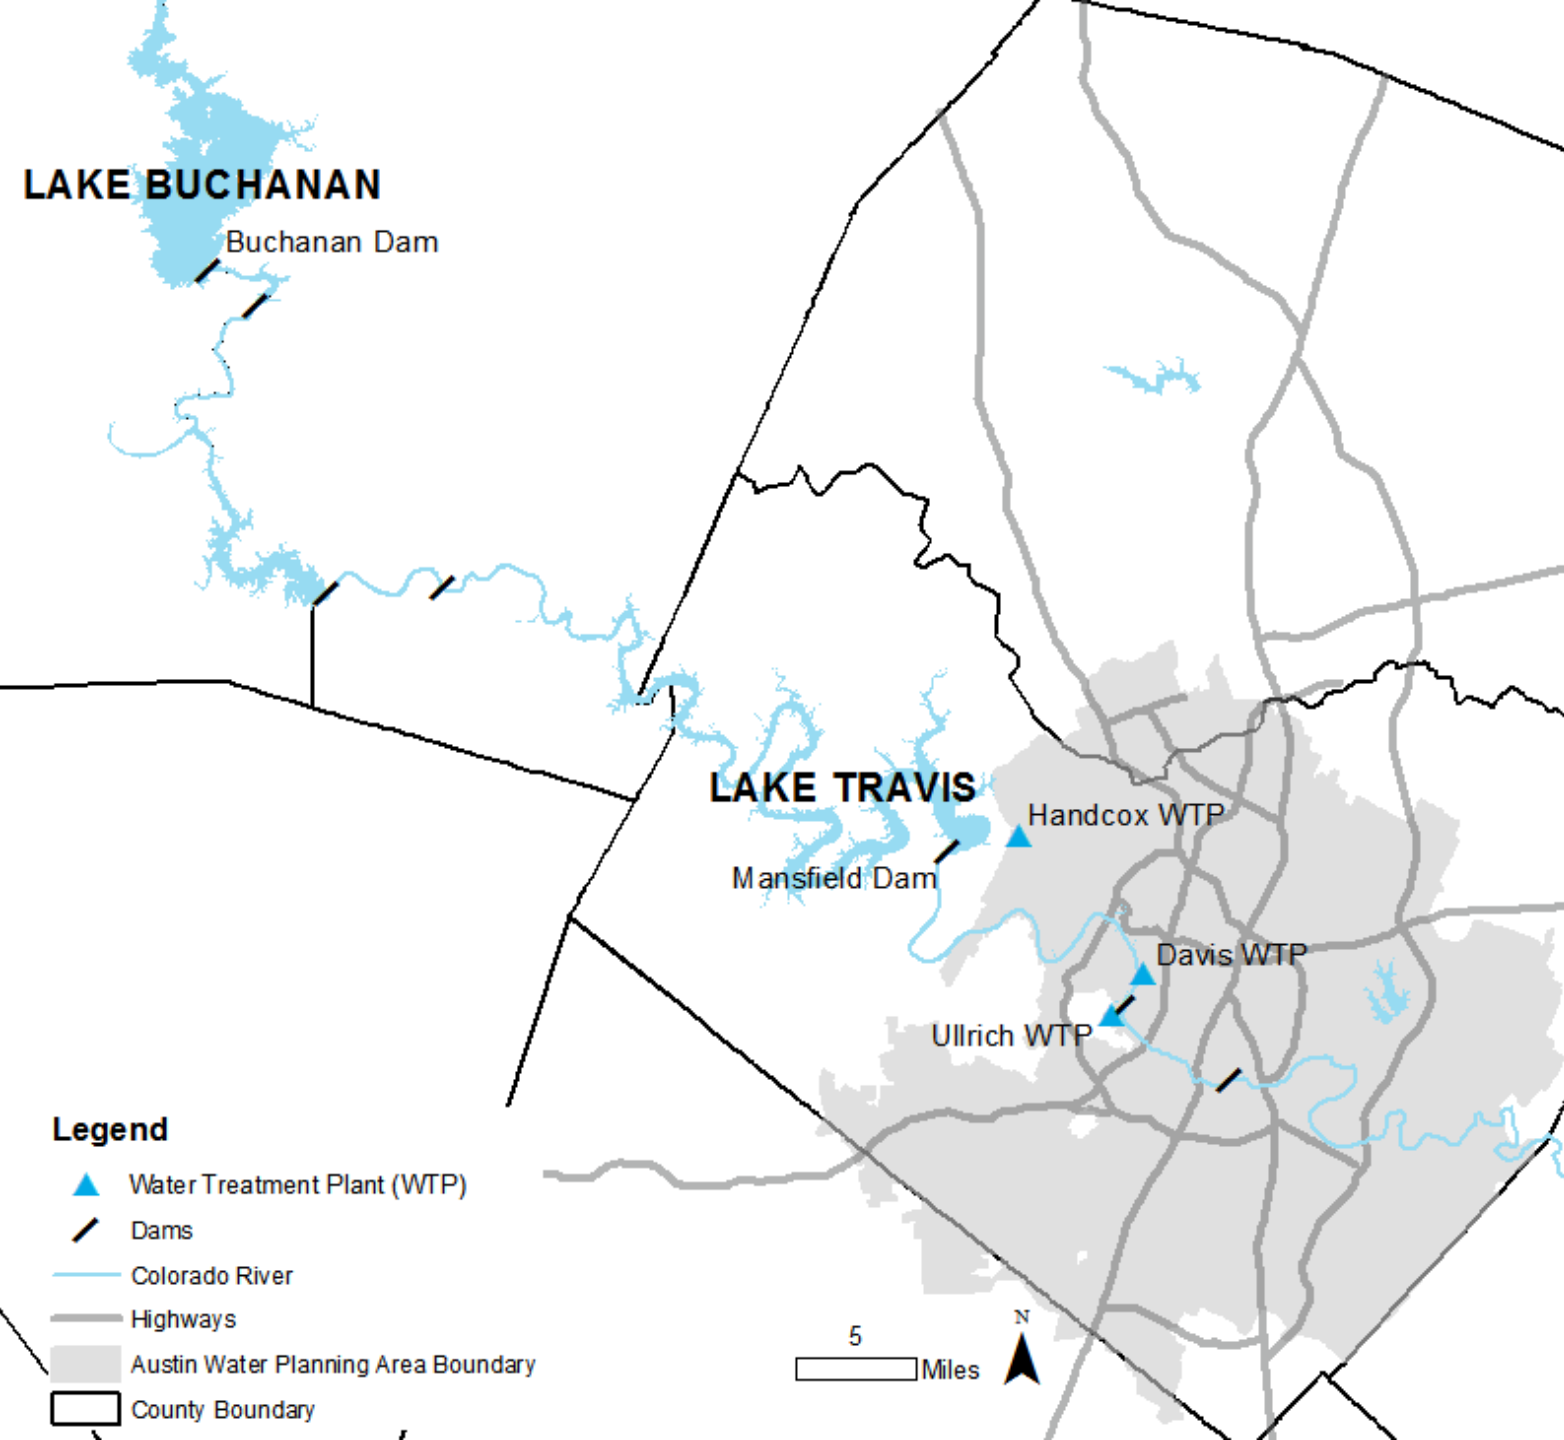 LAKE BUCHANAN
Buchanan Dam
LAKE TRAVIS
Handcox WTP
Mansfield Dam
Davis WTP
Ullrich WTP
Legend
Water Treatment Plant (WTP)
Dams
Colorado River
Highways
Austin Water Planning Area Boundary
County Boundary
5
Miles
N